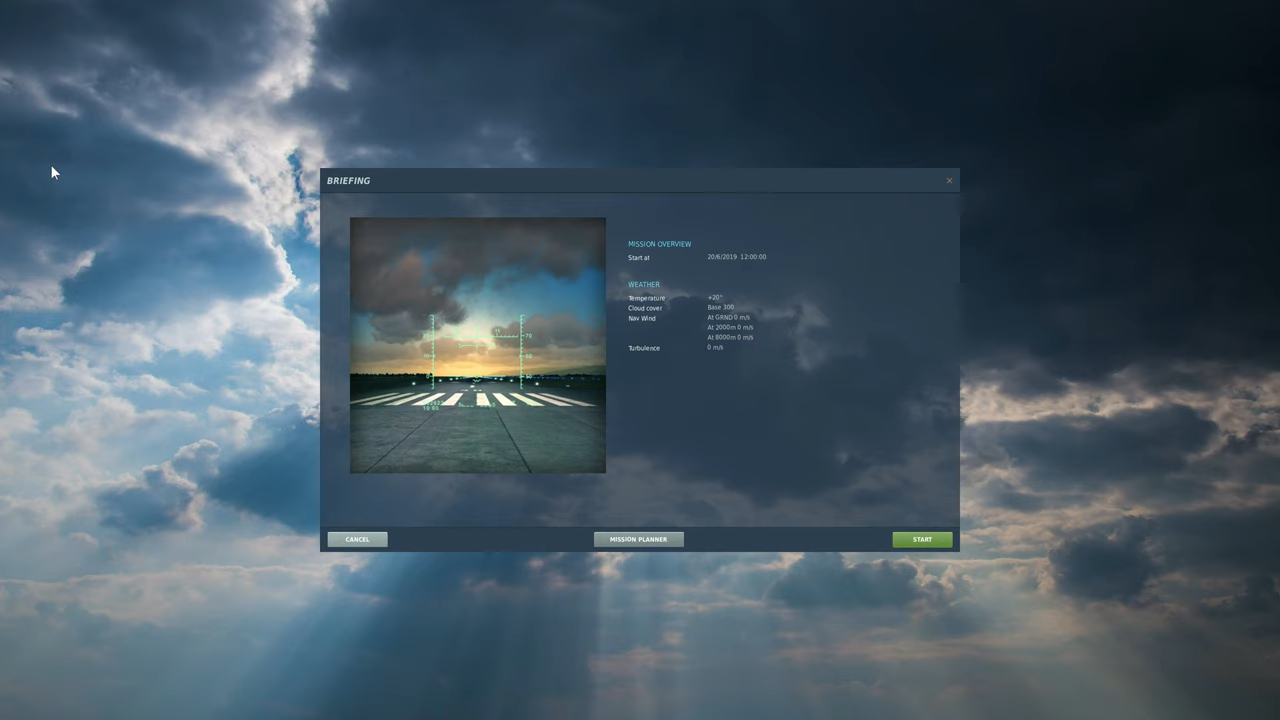 BRIEFING
MISSION OVERVIEW
Start at 20/6/2019 12:00:00
WEATHER
Temperature +20°
Cloud cover Base 300
Nav Wind At GRND 0 m/s
At 2000m 0 m/s
At 8000m 0 m/s
Turbulence 0 m/s
CANCEL
MISSION PLANNER
START